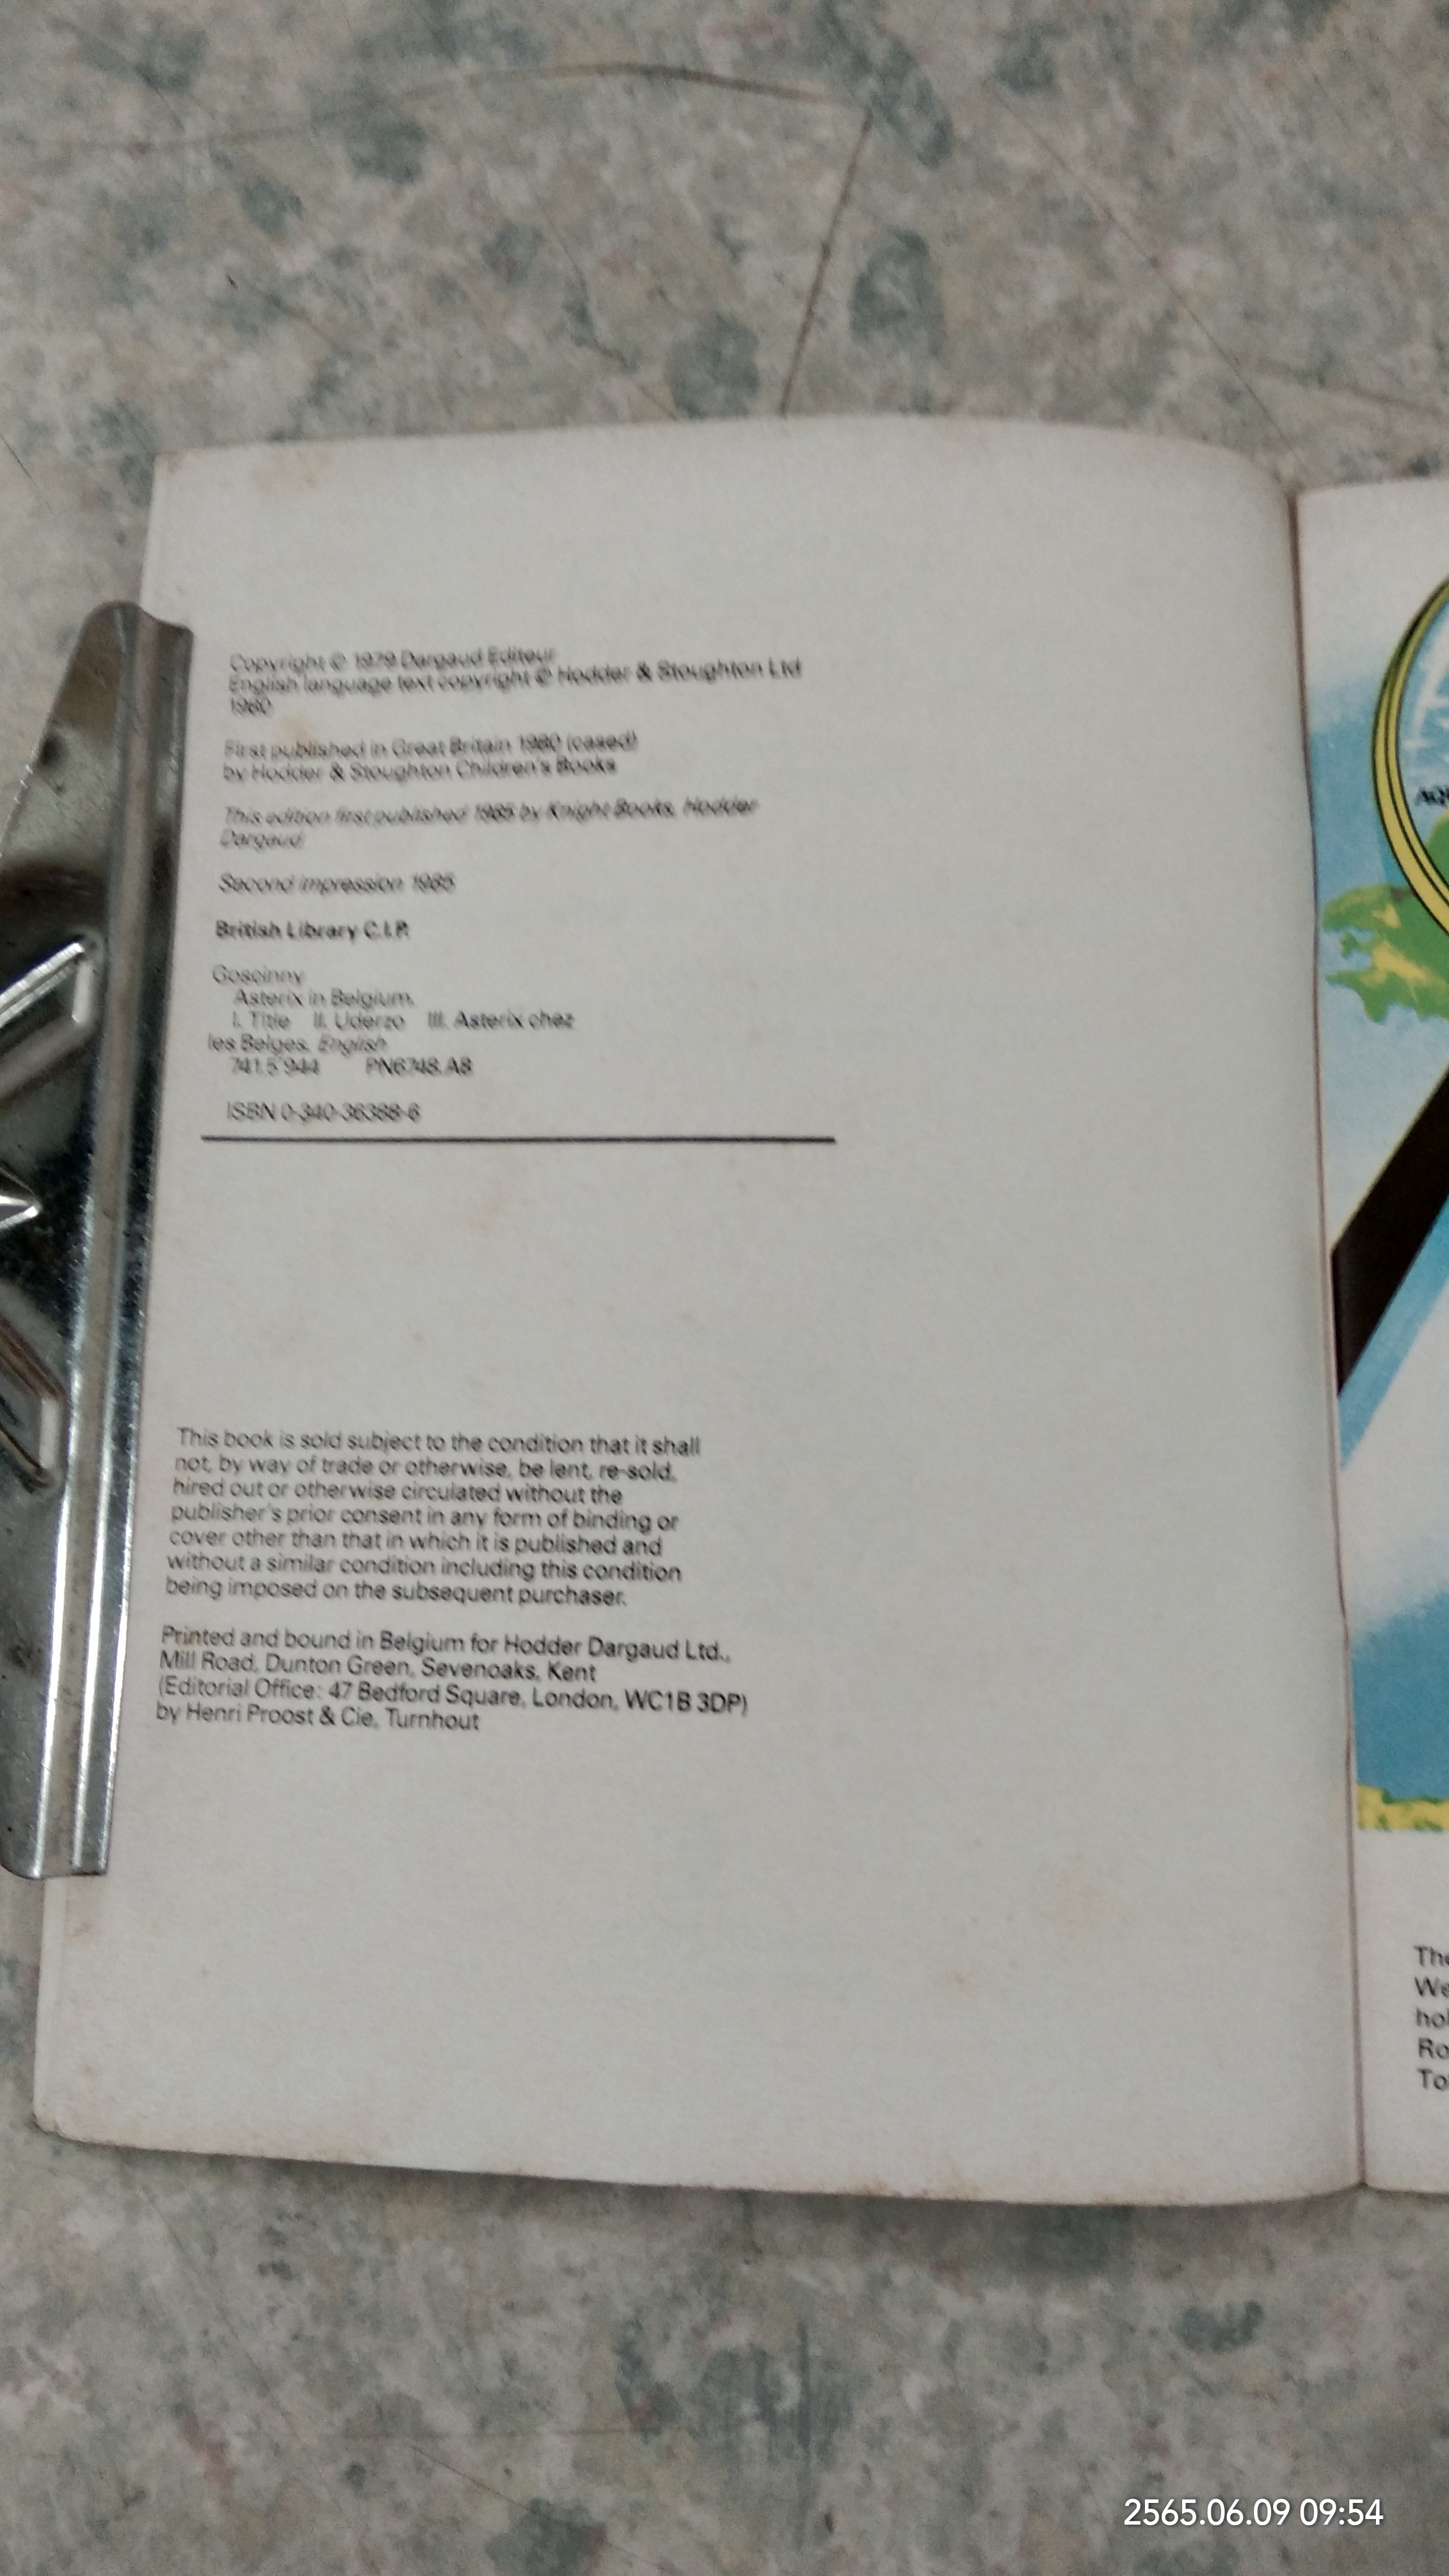 Copyright © 1979 Dargaud Editeur
English language text copyright © Hodder & Stoughton Ltd
1980
First published in Great Britain 1980 (cased)
by Hodder & Stoughton Children's Books
This edition first published 1985 by Knight Books, Hodder
Dargaud
Second impression 1985
British Library C.I.P.
Goscinny
Asterix in Belgium.
I. Title II. Uderzo III. Asterix chez
les Belges. English
741.5'944 PN6748.A8
ISBN 0-340-36388-6
This book is sold subject to the condition that it shall
not, by way of trade or otherwise, be lent, re-sold,
hired out or otherwise circulated without the
publisher's prior consent in any form of binding or
cover other than that in which it is published and
without a similar condition including this condition
being imposed on the subsequent purchaser.
Printed and bound in Belgium for Hodder Dargaud Ltd.,
Mill Road, Dunton Green, Sevenoaks, Kent
(Editorial Office: 47 Bedford Square, London, WC1B 3DP)
by Henri Proost & Cie, Turnhout
We
Ro
2565.06.09 09:54